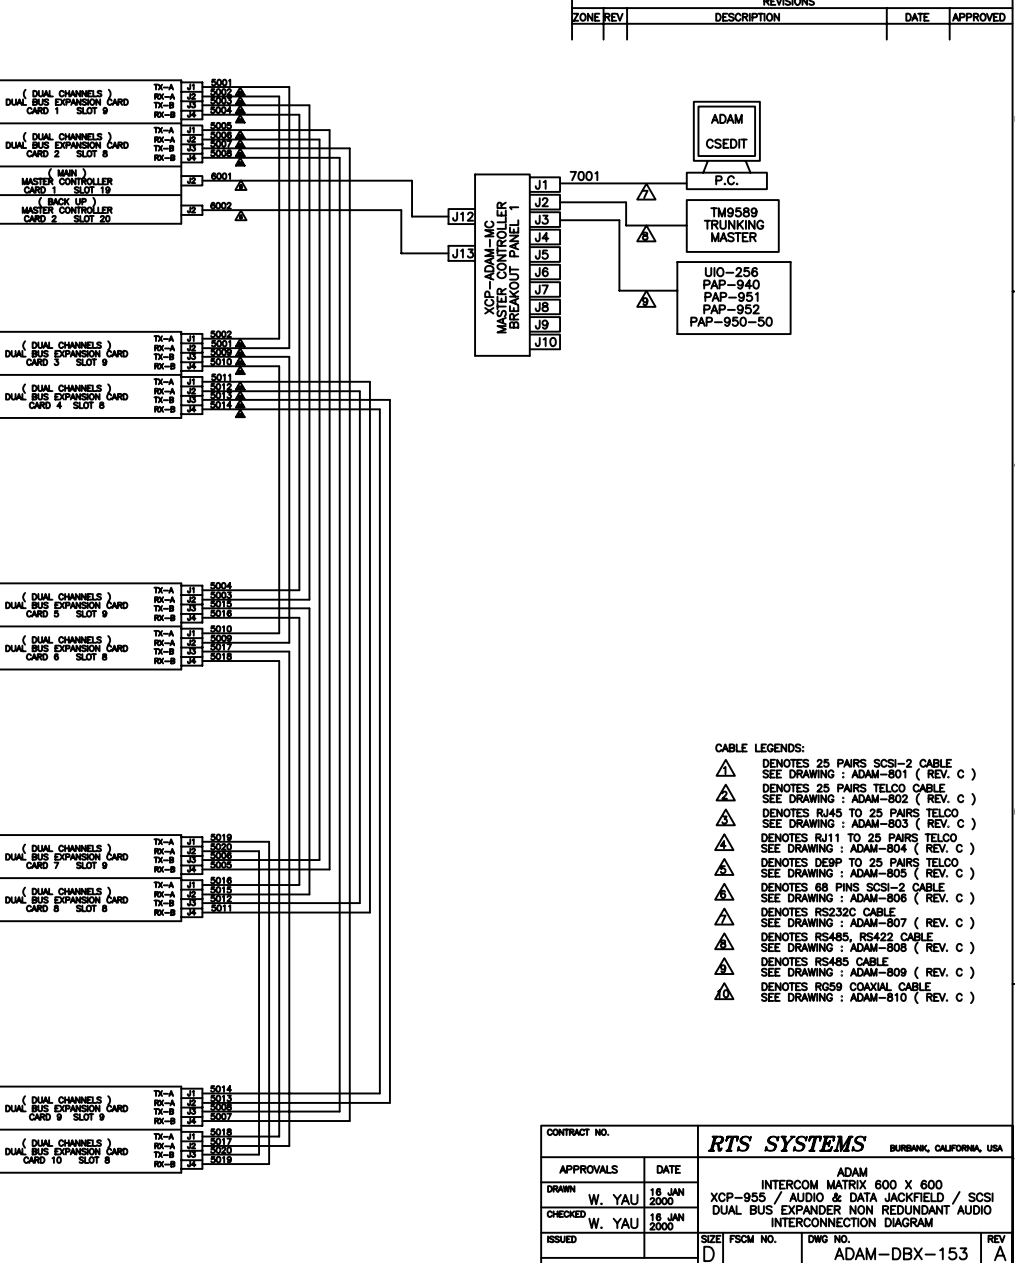 REVISIONS
ZONE REV DESCRIPTION DATE APPROVED
( DUAL CHANNELS )
DUAL BUS EXPANSION CARD
CARD 1 SLOT 9
TX-A J1 5001
RX-A J2 5002
TX-B J3 5003
RX-B J4 5004
( DUAL CHANNELS )
DUAL BUS EXPANSION CARD
CARD 2 SLOT 8
TX-A J1 5005
RX-A J2 5006
TX-B J3 5007
RX-B J4 5008
( MAIN )
MASTER CONTROLLER
CARD 1 SLOT 19
J2 6001
( BACK UP )
MASTER CONTROLLER
CARD 2 SLOT 20
J2 6002
J12
J13
XCP-ADAM-MC
MASTER CONTROLLER
BREAKOUT PANEL 1
J1
J2
J3
J4
J5
J6
J7
J8
J9
J10
7001
7
8
9
ADAM
CSEDIT
P.C.
TM9589
TRUNKING
MASTER
UIO-256
PAP-940
PAP-951
PAP-952
PAP-950-50
( DUAL CHANNELS )
DUAL BUS EXPANSION CARD
CARD 3 SLOT 9
TX-A J1 5002
RX-A J2 5001
TX-B J3 5009
RX-B J4 5010
( DUAL CHANNELS )
DUAL BUS EXPANSION CARD
CARD 4 SLOT 8
TX-A J1 5011
RX-A J2 5012
TX-B J3 5013
RX-B J4 5014
( DUAL CHANNELS )
DUAL BUS EXPANSION CARD
CARD 5 SLOT 9
TX-A J1 5004
RX-A J2 5003
TX-B J3 5015
RX-B J4 5016
( DUAL CHANNELS )
DUAL BUS EXPANSION CARD
CARD 6 SLOT 8
TX-A J1 5010
RX-A J2 5009
TX-B J3 5017
RX-B J4 5018
( DUAL CHANNELS )
DUAL BUS EXPANSION CARD
CARD 7 SLOT 9
TX-A J1 5019
RX-A J2 5020
TX-B J3 5006
RX-B J4 5005
( DUAL CHANNELS )
DUAL BUS EXPANSION CARD
CARD 8 SLOT 8
TX-A J1 5016
RX-A J2 5015
TX-B J3 5012
RX-B J4 5011
( DUAL CHANNELS )
DUAL BUS EXPANSION CARD
CARD 9 SLOT 9
TX-A J1 5014
RX-A J2 5013
TX-B J3 5008
RX-B J4 5007
( DUAL CHANNELS )
DUAL BUS EXPANSION CARD
CARD 10 SLOT 8
TX-A J1 5018
RX-A J2 5017
TX-B J3 5020
RX-B J4 5019
CABLE LEGENDS:
1 DENOTES 25 PAIRS SCSI-2 CABLE
SEE DRAWING : ADAM-801 ( REV. C )
2 DENOTES 25 PAIRS TELCO CABLE
SEE DRAWING : ADAM-802 ( REV. C )
3 DENOTES RJ45 TO 25 PAIRS TELCO
SEE DRAWING : ADAM-803 ( REV. C )
4 DENOTES RJ11 TO 25 PAIRS TELCO
SEE DRAWING : ADAM-804 ( REV. C )
5 DENOTES DE9P TO 25 PAIRS TELCO
SEE DRAWING : ADAM-805 ( REV. C )
6 DENOTES 68 PINS SCSI-2 CABLE
SEE DRAWING : ADAM-806 ( REV. C )
7 DENOTES RS232C CABLE
SEE DRAWING : ADAM-807 ( REV. C )
8 DENOTES RS485, RS422 CABLE
SEE DRAWING : ADAM-808 ( REV. C )
9 DENOTES RS485 CABLE
SEE DRAWING : ADAM-809 ( REV. C )
10 DENOTES RG59 COAXIAL CABLE
SEE DRAWING : ADAM-810 ( REV. C )
CONTRACT NO.
RTS SYSTEMS BURBANK, CALIFORNIA, USA
APPROVALS DATE
DRAWN W. YAU 16 JAN 2000
CHECKED W. YAU 16 JAN 2000
ISSUED
ADAM
INTERCOM MATRIX 600 X 600
XCP-955 / AUDIO & DATA JACKFIELD / SCSI
DUAL BUS EXPANDER NON REDUNDANT AUDIO
INTERCONNECTION DIAGRAM
SIZE FSCM NO. DWG NO. REV
D ADAM-DBX-153 A